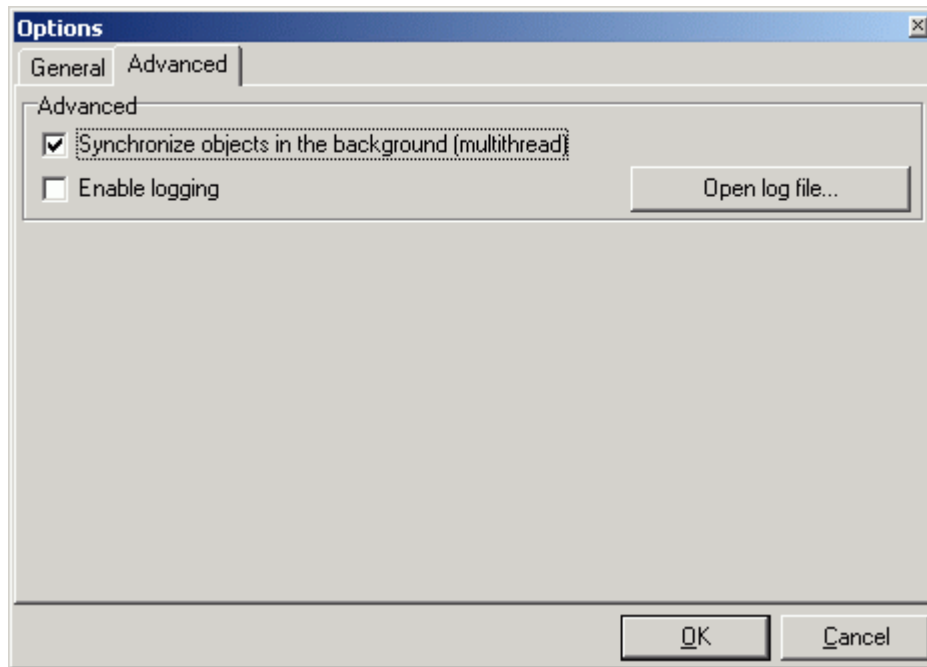 Options
General Advanced
Advanced
Synchronize objects in the background (multithread)
Enable logging Open log file...
OK Cancel